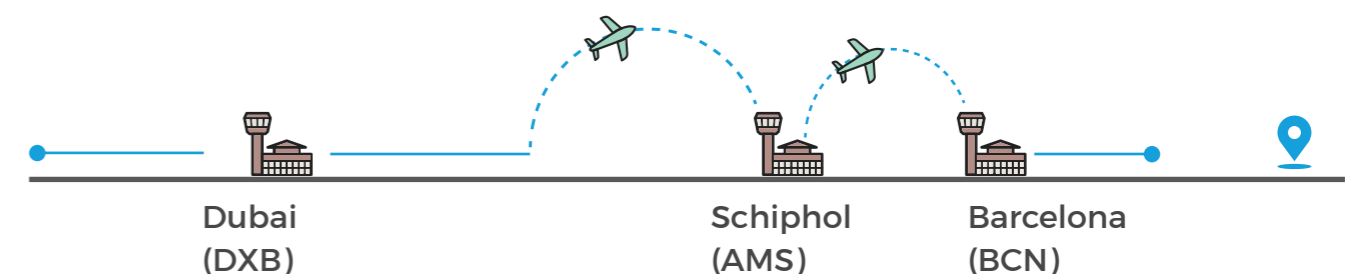 Dubai
(DXB)
Schiphol
(AMS)
Barcelona
(BCN)